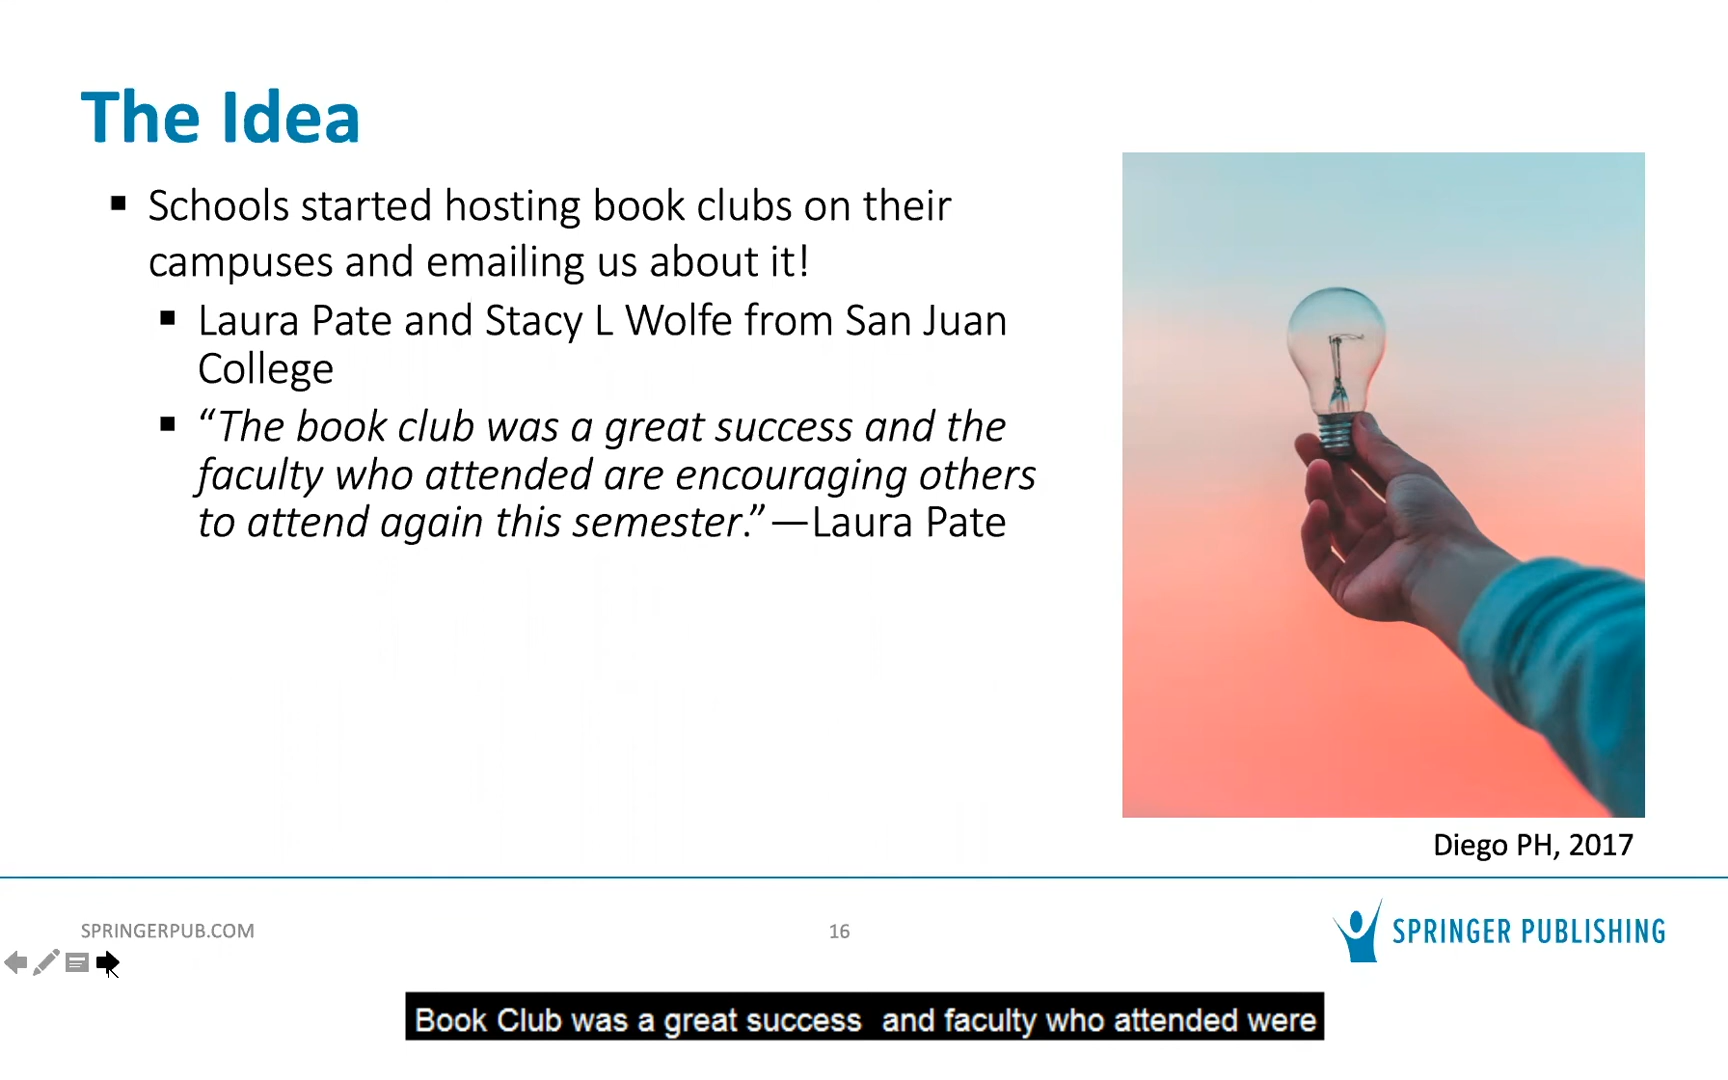 The Idea
▪ Schools started hosting book clubs on their
campuses and emailing us about it!
▪ Laura Pate and Stacy L Wolfe from San Juan
College
▪ “The book club was a great success and the
faculty who attended are encouraging others
to attend again this semester.” —Laura Pate
Diego PH, 2017
SPRINGERPUB.COM
16
SPRINGER PUBLISHING
Book Club was a great success and faculty who attended were